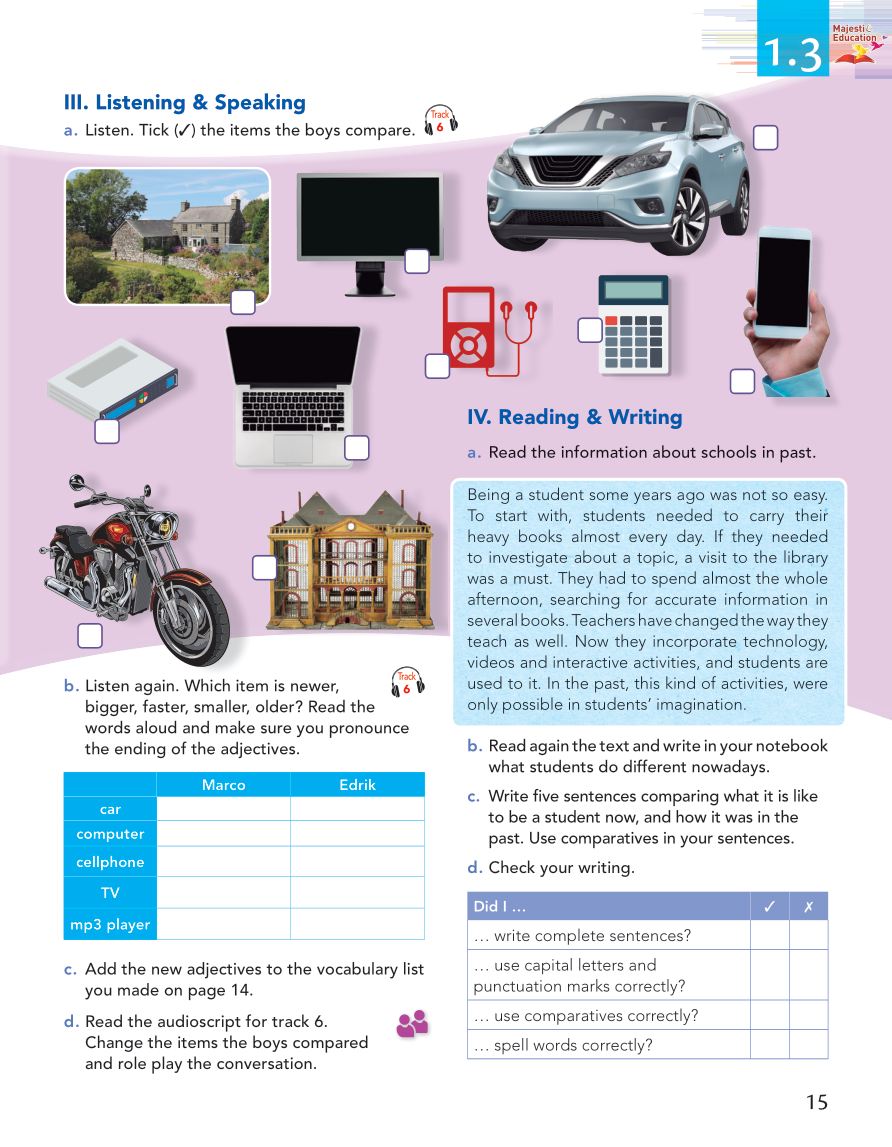 1.3
Majestic
Education
III. Listening & Speaking
a. Listen. Tick (✓) the items the boys compare.
Track
6
IV. Reading & Writing
a. Read the information about schools in past.
Being a student some years ago was not so easy.
To start with, students needed to carry their
heavy books almost every day. If they needed
to investigate about a topic, a visit to the library
was a must. They had to spend almost the whole
afternoon, searching for accurate information in
several books. Teachers have changed the way they
teach as well. Now they incorporate technology,
videos and interactive activities, and students are
used to it. In the past, this kind of activities, were
only possible in students’ imagination.
b. Listen again. Which item is newer,
bigger, faster, smaller, older? Read the
words aloud and make sure you pronounce
the ending of the adjectives.
Track
6
Marco Edrik
car
computer
cellphone
TV
mp3 player
c. Add the new adjectives to the vocabulary list
you made on page 14.
d. Read the audioscript for track 6.
Change the items the boys compared
and role play the conversation.
b. Read again the text and write in your notebook
what students do different nowadays.
c. Write five sentences comparing what it is like
to be a student now, and how it was in the
past. Use comparatives in your sentences.
d. Check your writing.
Did I … ✓ ✗
… write complete sentences?
… use capital letters and
punctuation marks correctly?
… use comparatives correctly?
… spell words correctly?
15